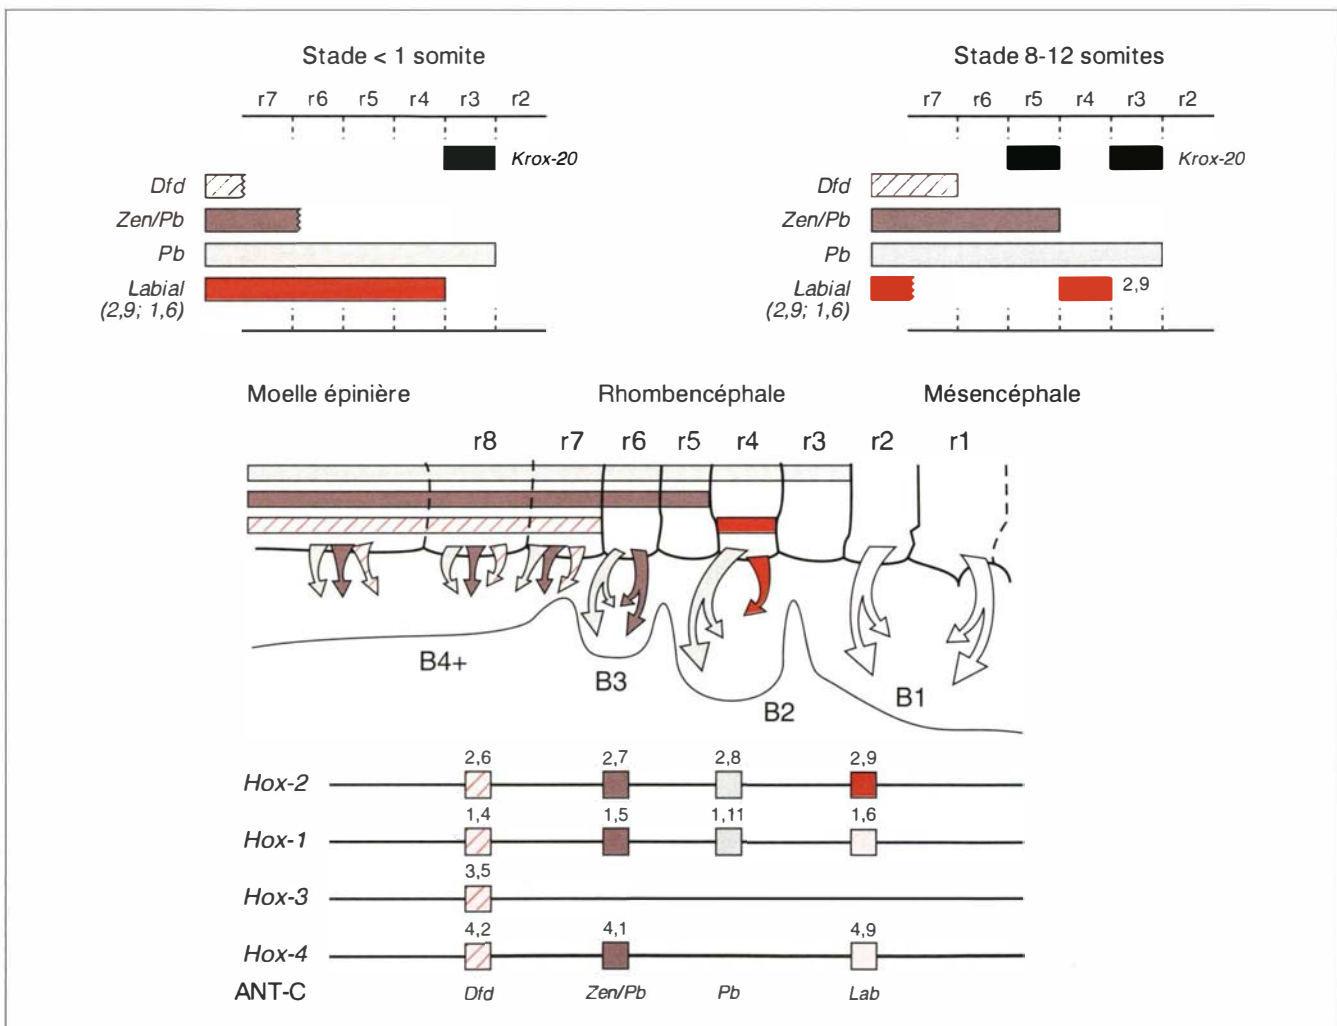 Stade < 1 somite
r7 r6 r5 r4 r3 r2
Krox-20
Dfd
Zen/Pb
Pb
Labial
(2,9; 1,6)
Stade 8-12 somites
r7 r6 r5 r4 r3 r2
Krox-20
Dfd
Zen/Pb
Pb
Labial
(2,9; 1,6)
2,9
Moelle épinière Rhombencéphale Mésencéphale
r8 r7 r6 r5 r4 r3 r2 r1
B4+ B3 B2 B1
2,6 2,7 2,8 2,9
Hox-2
1,4 1,5 1,11 1,6
Hox-1
3,5
Hox-3
4,2 4,1 4,9
Hox-4
ANT-C Dfd Zen/Pb Pb Lab